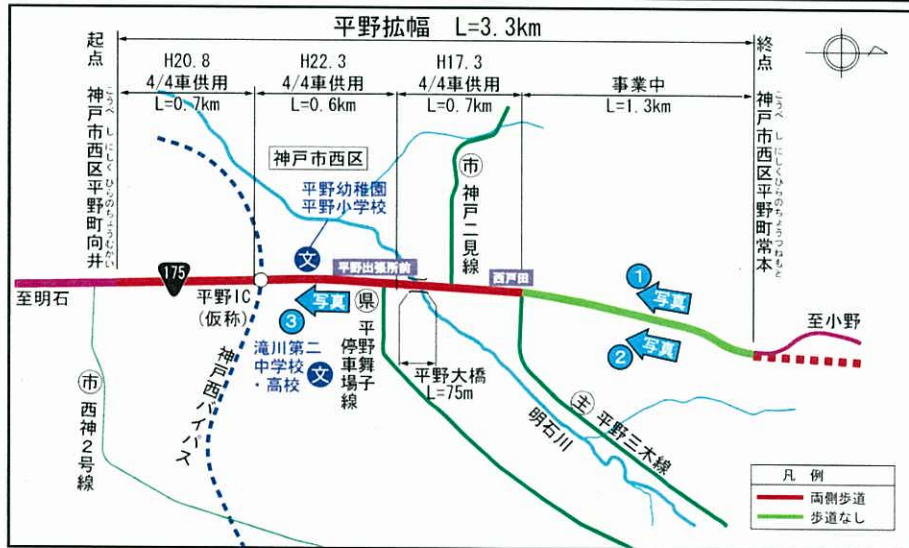 平野拡幅 L=3.3km
起点
神戸市西区平野町向井
こうべしにしくひらのちょうむかい
H20.8
4/4車供用
L=0.7km
H22.3
4/4車供用
L=0.6km
H17.3
4/4車供用
L=0.7km
事業中
L=1.3km
終点
神戸市西区平野町常本
こうべしにしくひらのちょうつねもと
神戸市西区
平野幼稚園
平野小学校
文
市
神戸二見線
175
平野出張所前
西戸田
1
写真
2
写真
至明石
平野IC
(仮称)
3
写真
県
平野舞子
停車場線
至小野
滝川第二
中学校
・高校
文
平野大橋
L=75m
市
西神2号線
神戸西バイパス
明石川
主
平野三木線
凡例
両側歩道
歩道なし